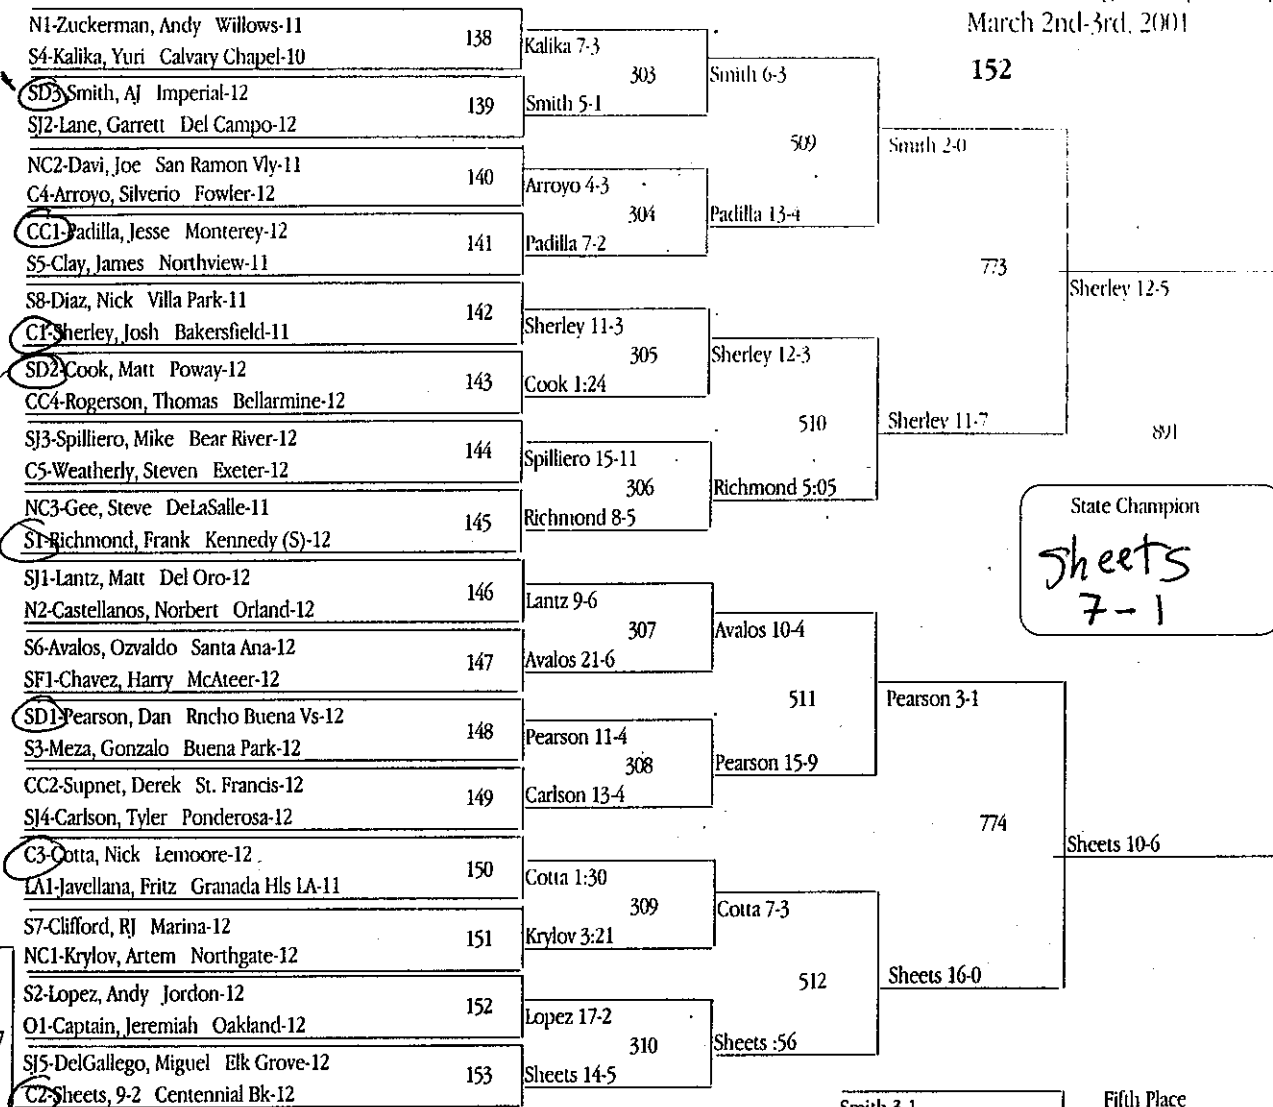 March 2nd-3rd, 2001
152
N1-Zuckerman, Andy Willows-11
S4-Kalika, Yuri Calvary Chapel-10
138
SD3-Smith, AJ Imperial-12
SJ2-Lane, Garrett Del Campo-12
139
NC2-Davi, Joe San Ramon Vly-11
C4-Arroyo, Silverio Fowler-12
140
CC1-Padilla, Jesse Monterey-12
S5-Clay, James Northview-11
141
S8-Diaz, Nick Villa Park-11
C1-Sherley, Josh Bakersfield-11
142
SD2-Cook, Matt Poway-12
CC4-Rogerson, Thomas Bellarmine-12
143
SJ3-Spilliero, Mike Bear River-12
C5-Weatherly, Steven Exeter-12
144
NC3-Gee, Steve DeLaSalle-11
S1-Richmond, Frank Kennedy (S)-12
145
SJ1-Lantz, Matt Del Oro-12
N2-Castellanos, Norbert Orland-12
146
S6-Avalos, Ozvaldo Santa Ana-12
SF1-Chavez, Harry McAteer-12
147
SD1-Pearson, Dan Rncho Buena Vs-12
S3-Meza, Gonzalo Buena Park-12
148
CC2-Supnet, Derek St. Francis-12
SJ4-Carlson, Tyler Ponderosa-12
149
C3-Cotta, Nick Lemoore-12
LA1-Javellana, Fritz Granada Hls LA-11
150
S7-Clifford, RJ Marina-12
NC1-Krylov, Artem Northgate-12
151
S2-Lopez, Andy Jordon-12
O1-Captain, Jeremiah Oakland-12
152
SJ5-DelGallego, Miguel Elk Grove-12
C2-Sheets, 9-2 Centennial Bk-12
153
Kalika 7-3
303
Smith 5-1
Arroyo 4-3
304
Padilla 7-2
Sherley 11-3
305
Cook 1:24
Spilliero 15-11
306
Richmond 8-5
Lantz 9-6
307
Avalos 21-6
Pearson 11-4
308
Carlson 13-4
Cotta 1:30
309
Krylov 3:21
Lopez 17-2
310
Sheets 14-5
Smith 6-3
509
Padilla 13-4
Sherley 12-3
510
Richmond 5:05
Avalos 10-4
511
Pearson 15-9
Cotta 7-3
512
Sheets :56
Smith 2-0
773
Sherley 11-7
Pearson 3-1
774
Sheets 16-0
Sherley 12-5
891
Sheets 10-6
State Champion
Sheets
7-1
Smith 3-1
Fifth Place